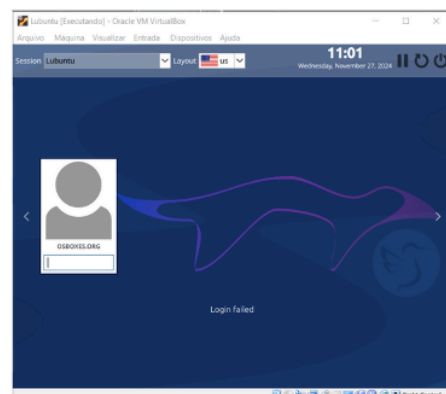 Lubuntu [Executando] - Oracle VM VirtualBox
Arquivo Máquina Visualizar Entrada Dispositivos Ajuda
Session Lubuntu Layout us 11:01
Wednesday, November 27, 2024
OSBOXES.ORG
Login failed